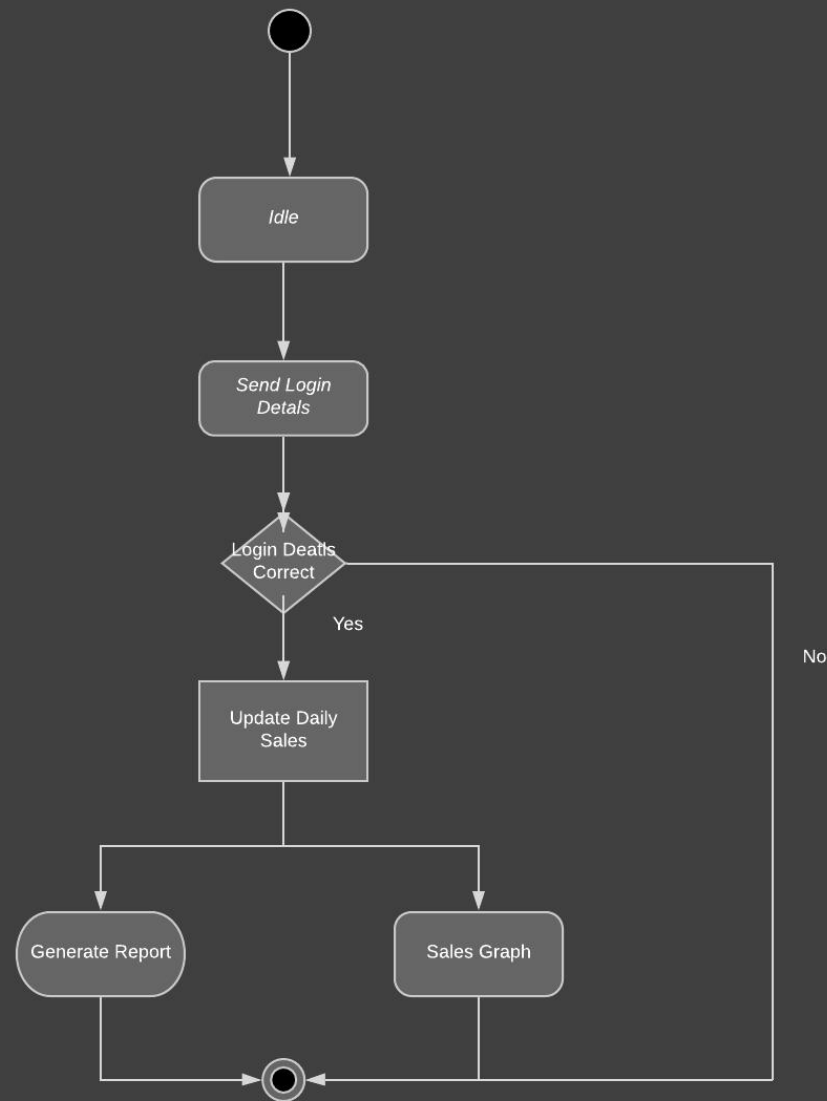 Idle
Send Login
Detals
Login Deatls
Correct
Yes
No
Update Daily
Sales
Generate Report
Sales Graph